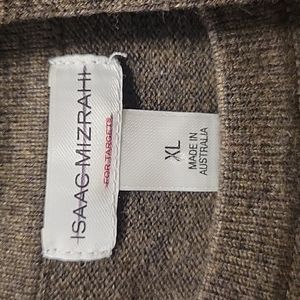 ISAAC MIZRAHI
FOR TARGET®
XL
MADE IN
AUSTRALIA